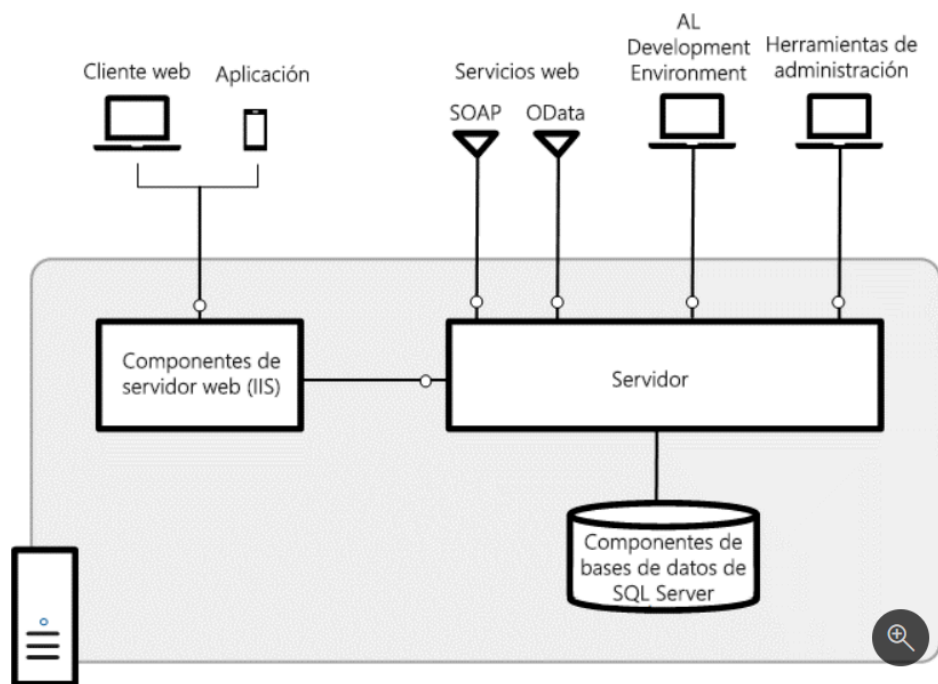 Cliente web
Aplicación
Servicios web
SOAP
OData
AL
Development
Environment
Herramientas de
administración
Componentes de
servidor web (IIS)
Servidor
Componentes de
bases de datos de
SQL Server